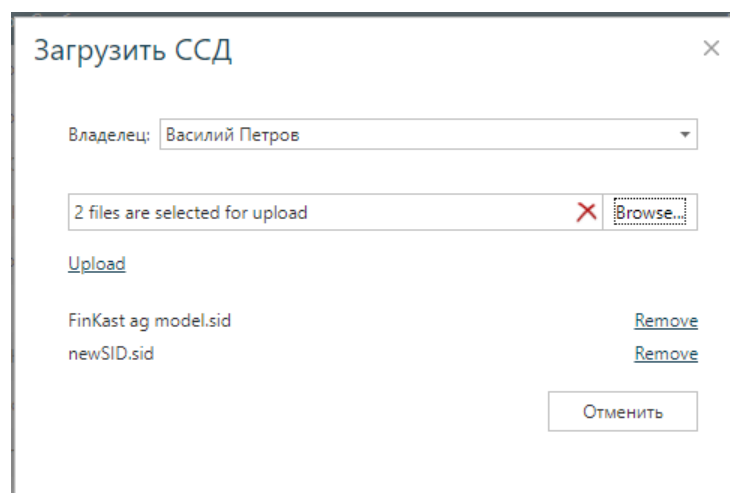 Загрузить ССД
Владелец: Василий Петров
2 files are selected for upload Browse...
Upload
FinKast ag model.sid Remove
newSID.sid Remove
Отменить